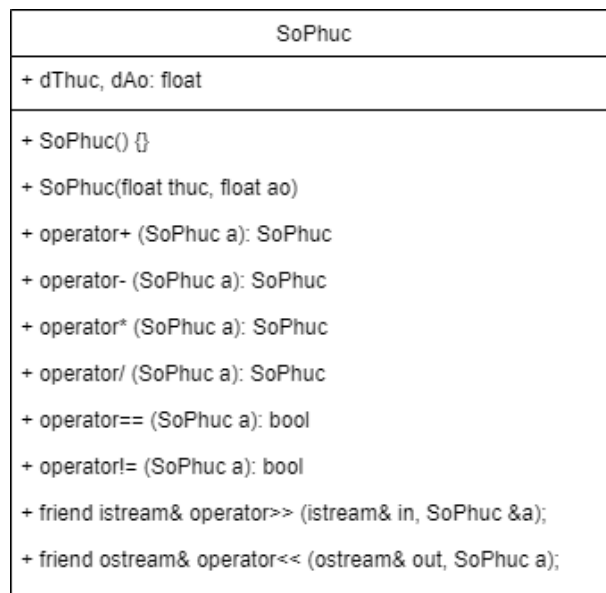 SoPhuc
+ dThuc, dAo: float
+ SoPhuc() {}
+ SoPhuc(float thuc, float ao)
+ operator+ (SoPhuc a): SoPhuc
+ operator- (SoPhuc a): SoPhuc
+ operator* (SoPhuc a): SoPhuc
+ operator/ (SoPhuc a): SoPhuc
+ operator== (SoPhuc a): bool
+ operator!= (SoPhuc a): bool
+ friend istream& operator>> (istream& in, SoPhuc &a);
+ friend ostream& operator<< (ostream& out, SoPhuc a);